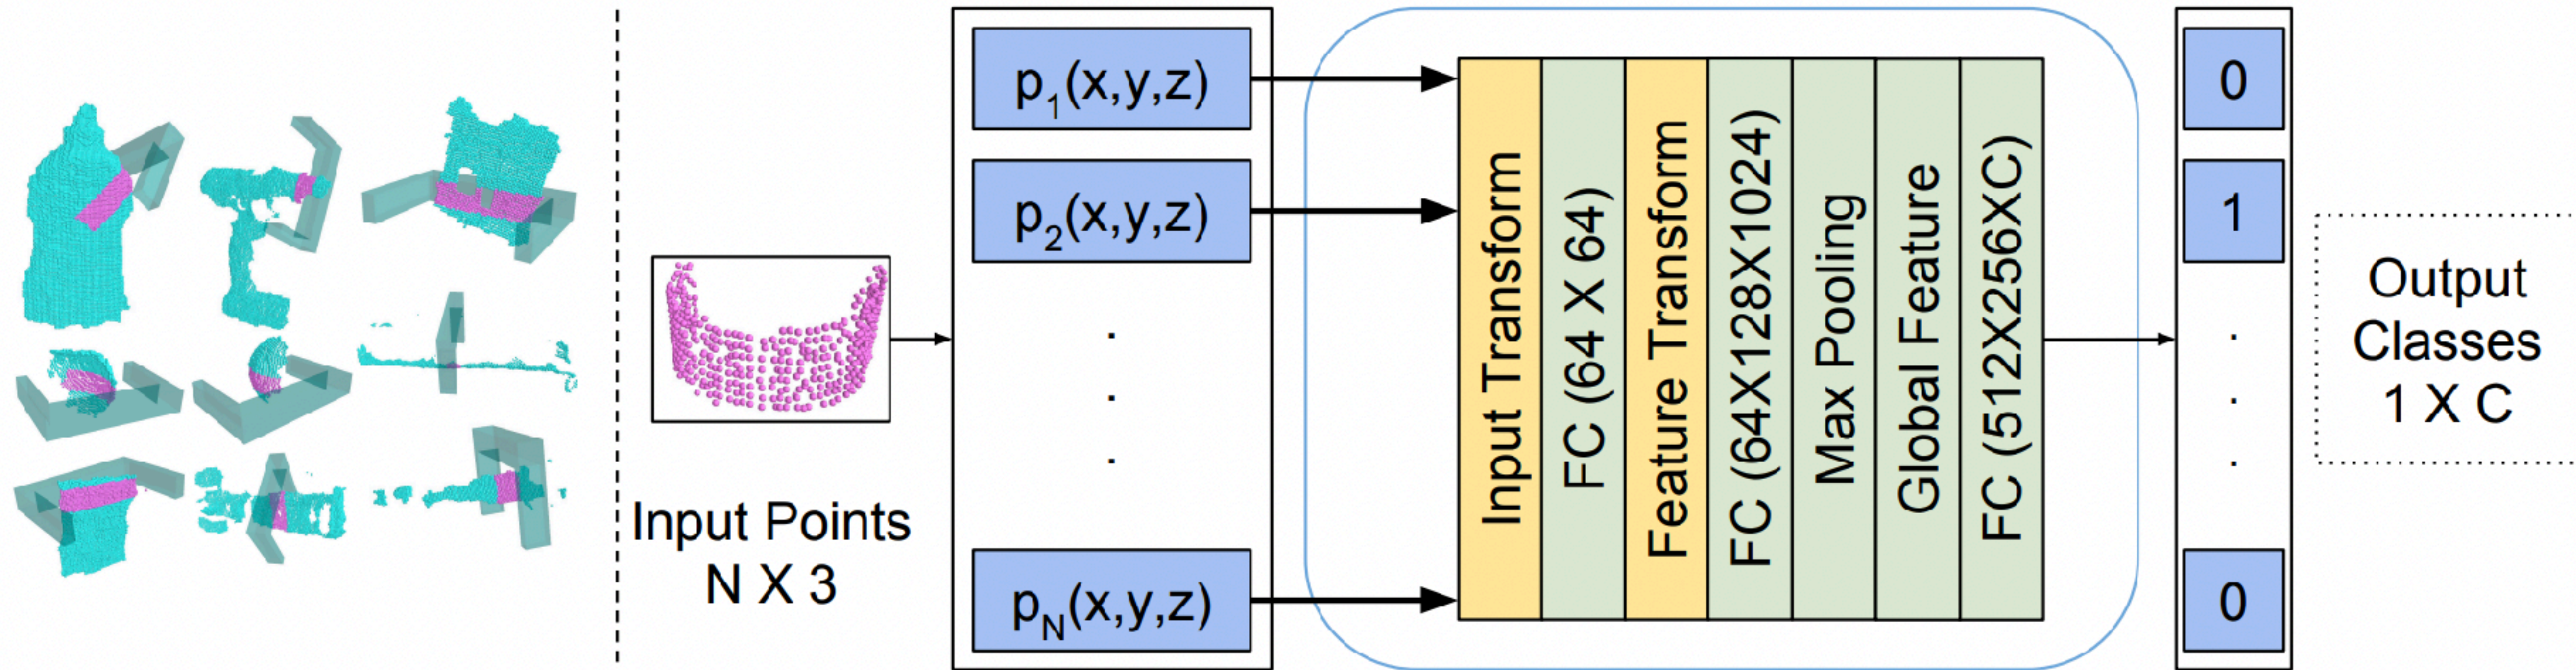 Input Points
N X 3
p1(x,y,z)
p2(x,y,z)
.
.
.
pN(x,y,z)
Input Transform
FC (64 X 64)
Feature Transform
FC (64X128X1024)
Max Pooling
Global Feature
FC (512X256XC)
0
1
.
.
.
0
Output
Classes
1 X C